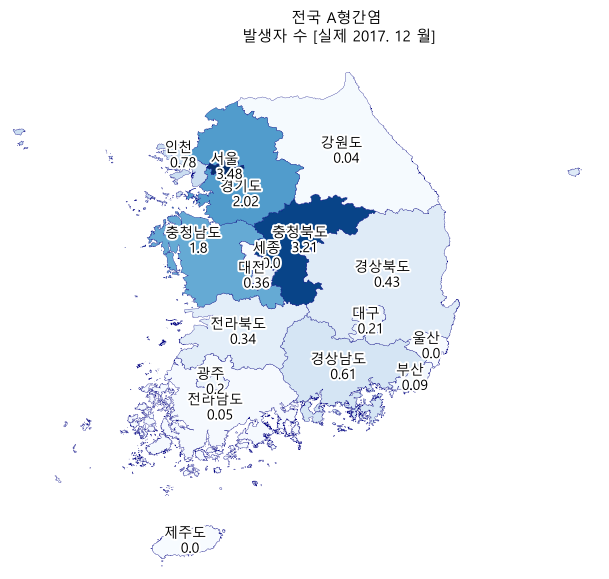 전국 A형간염
발생자 수 [실제 2017. 12 월]
강원도
0.04
인천
0.78
서울
3.48
경기도
2.02
충청남도
1.8
충청북도
3.21
세종
0.0
대전
0.36
경상북도
0.43
대구
0.21
전라북도
0.34
울산
0.0
경상남도
0.61
부산
0.09
광주
0.2
전라남도
0.05
제주도
0.0